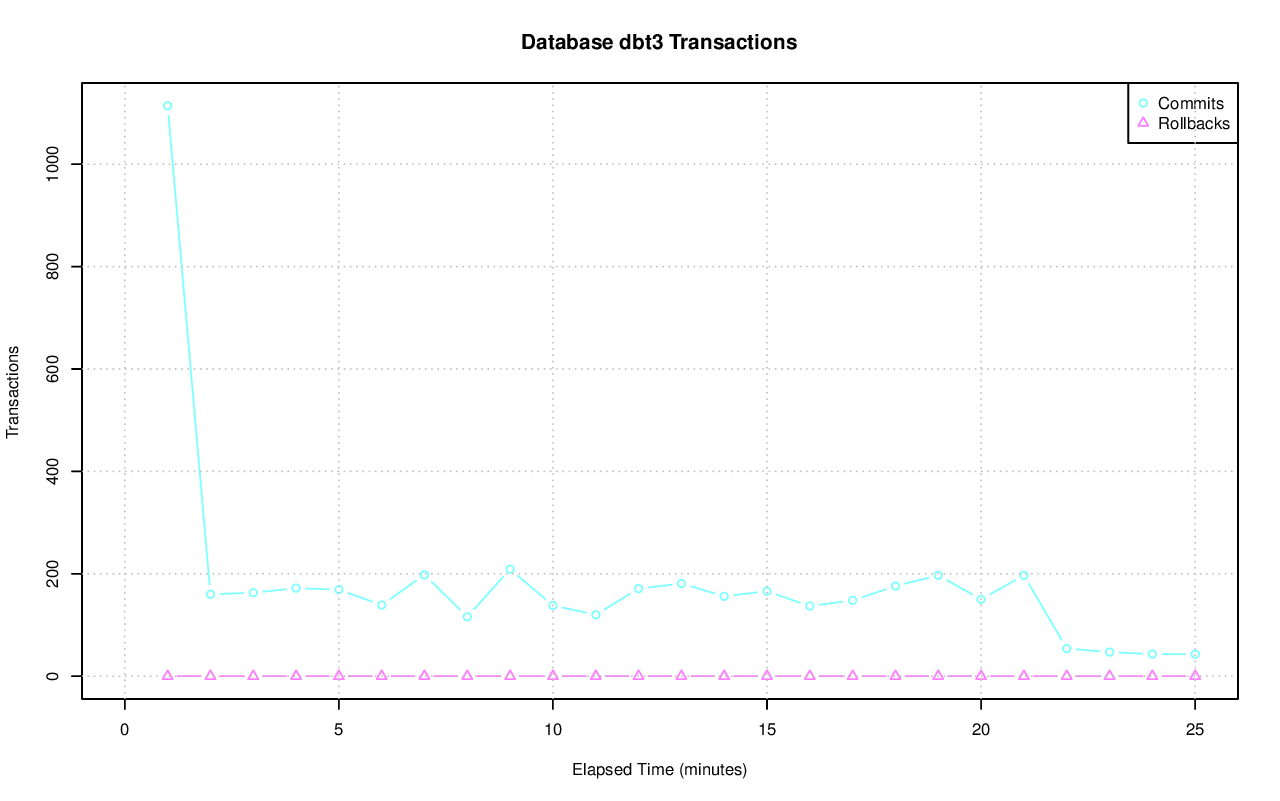 Database dbt3 Transactions
Commits
Rollbacks
Transactions
1000
800
600
400
200
0
0 5 10 15 20 25
Elapsed Time (minutes)